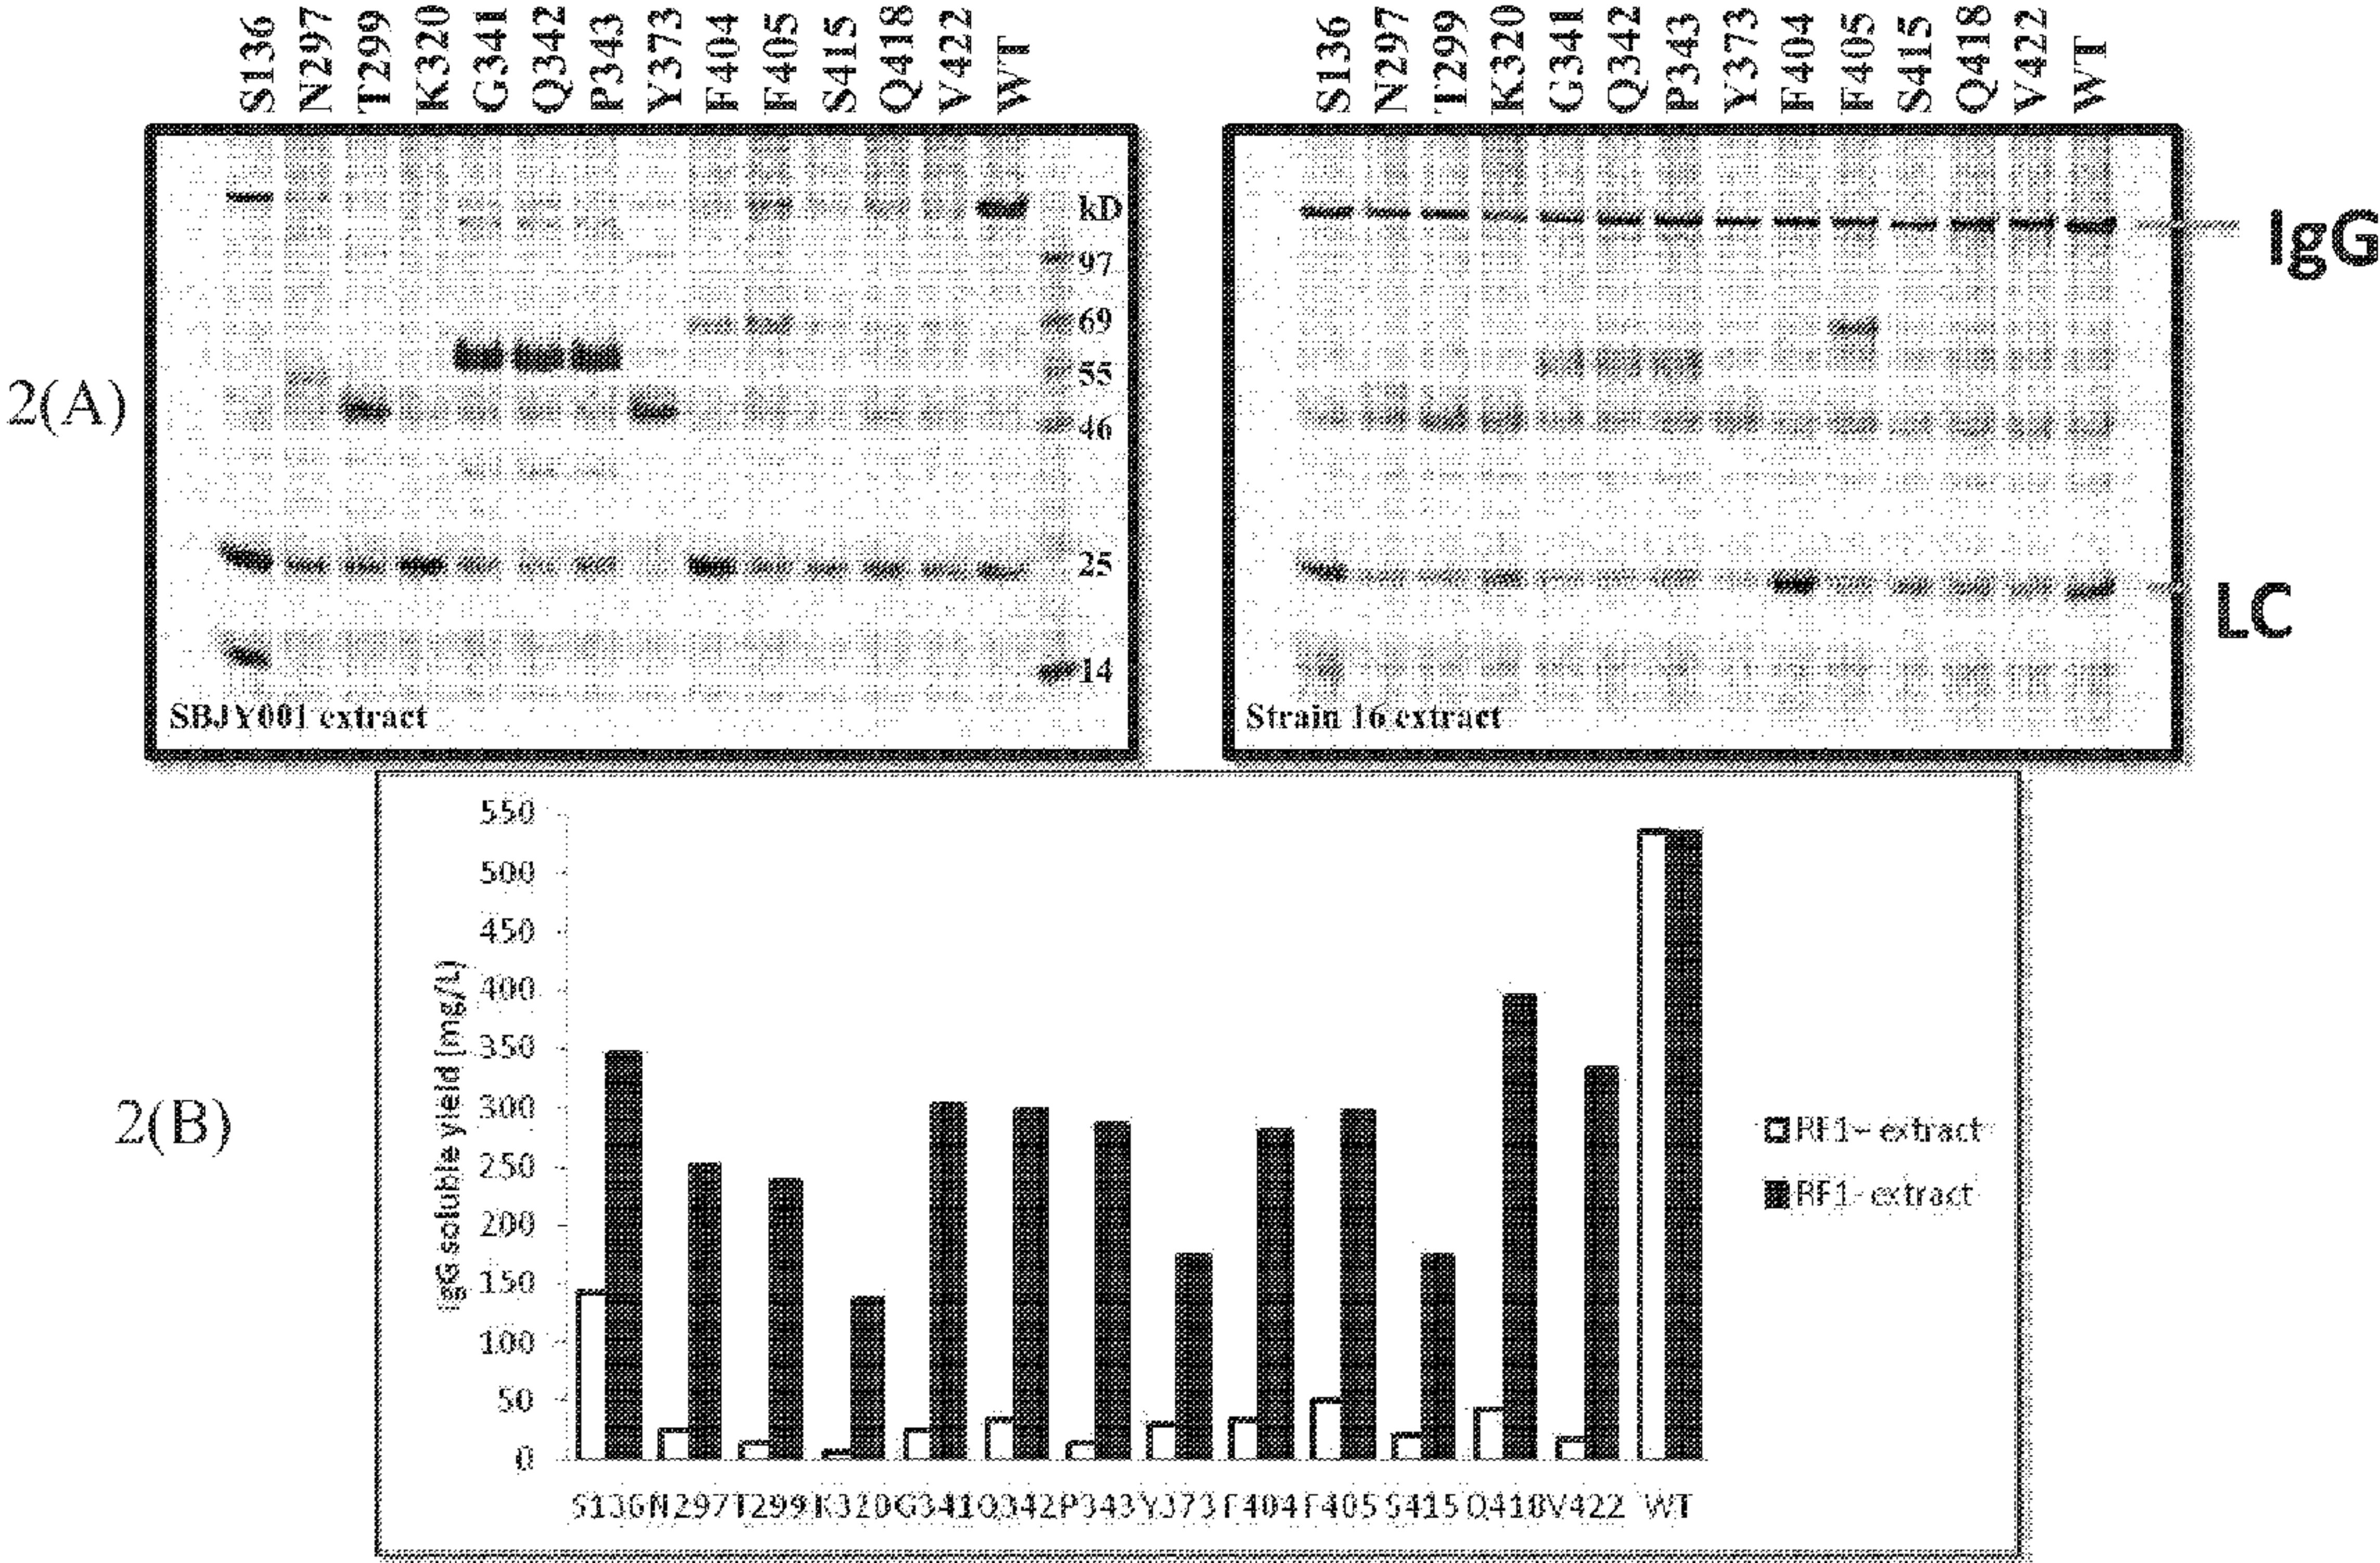 S136 N297 T299 K320 G341 Q342 P343 Y373 F404 F405 S415 Q418 V422 WT
S136 N297 T299 K320 G341 Q342 P343 Y373 F404 F405 S415 Q418 V422 WT
kD
97
69
55
46
25
14
IgG
LC
2(A)
SBJY001 extract
Strain 16 extract
2(B)
IgG soluble yield [mg/L]
550
500
450
400
350
300
250
200
150
100
50
0
S136 N297 T299 K320 G341 Q342 P343 Y373 F404 F405 S415 Q418 V422 WT
RF1+ extract
RF1- extract